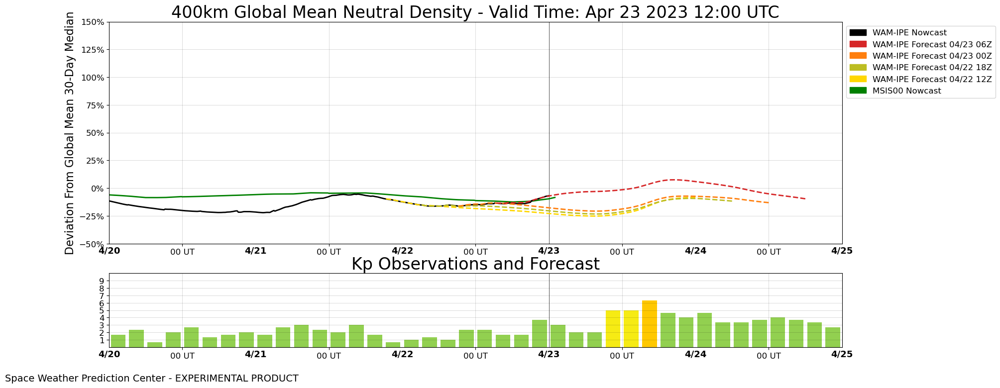 400km Global Mean Neutral Density - Valid Time: Apr 23 2023 12:00 UTC
Deviation From Global Mean 30-Day Median
150%
125%
100%
75%
50%
25%
0%
−25%
−50%
4/20 00 UT 4/21 00 UT 4/22 00 UT 4/23 00 UT 4/24 00 UT 4/25
WAM-IPE Nowcast
WAM-IPE Forecast 04/23 06Z
WAM-IPE Forecast 04/23 00Z
WAM-IPE Forecast 04/22 18Z
WAM-IPE Forecast 04/22 12Z
MSIS00 Nowcast
Kp Observations and Forecast
9
8
7
6
5
4
3
2
1
4/20 00 UT 4/21 00 UT 4/22 00 UT 4/23 00 UT 4/24 00 UT 4/25
Space Weather Prediction Center - EXPERIMENTAL PRODUCT